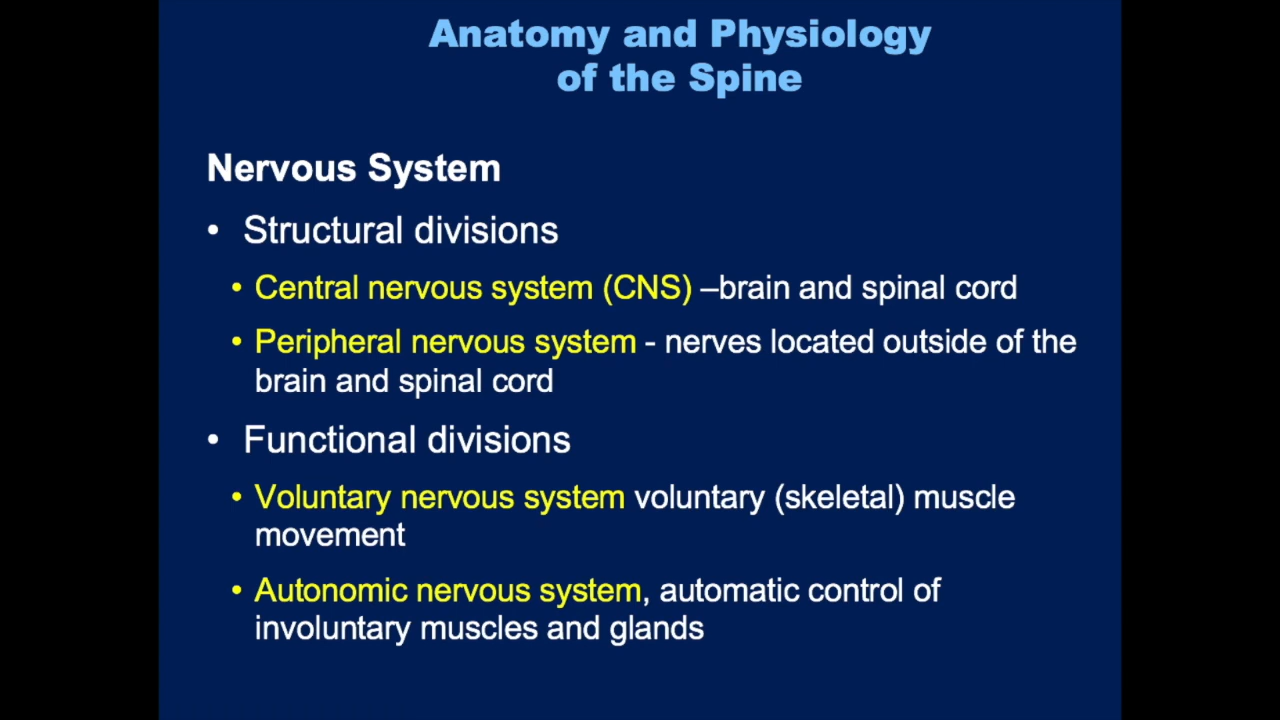 Anatomy and Physiology
of the Spine
Nervous System
• Structural divisions
• Central nervous system (CNS) –brain and spinal cord
• Peripheral nervous system - nerves located outside of the
brain and spinal cord
• Functional divisions
• Voluntary nervous system voluntary (skeletal) muscle
movement
• Autonomic nervous system, automatic control of
involuntary muscles and glands